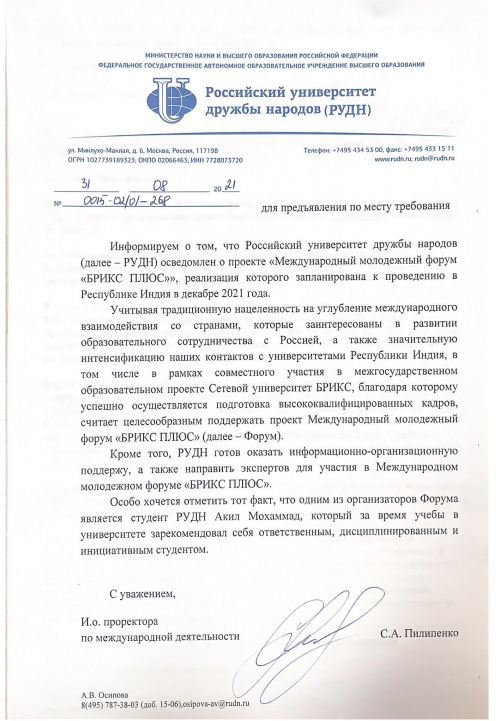 МИНИСТЕРСТВО НАУКИ И ВЫСШЕГО ОБРАЗОВАНИЯ РОССИЙСКОЙ ФЕДЕРАЦИИ
ФЕДЕРАЛЬНОЕ ГОСУДАРСТВЕННОЕ АВТОНОМНОЕ ОБРАЗОВАТЕЛЬНОЕ УЧРЕЖДЕНИЕ ВЫСШЕГО ОБРАЗОВАНИЯ
Российский университет
дружбы народов (РУДН)
ул. Миклухо-Маклая, д. 6, Москва, Россия, 117198
ОГРН 1027739189323; ОКПО 02066463; ИНН 7728073720
Телефон: +7495 434 53 00, факс: +7495 433 15 11
www.rudn.ru; rudn@rudn.ru
31 08 2021
№ 0015-02/01-268
для предъявления по месту требования
Информируем о том, что Российский университет дружбы народов
(далее – РУДН) осведомлен о проекте «Международный молодежный форум
«БРИКС ПЛЮС»», реализация которого запланирована к проведению в
Республике Индия в декабре 2021 года.
Учитывая традиционную нацеленность на углубление международного
взаимодействия со странами, которые заинтересованы в развитии
образовательного сотрудничества с Россией, а также значительную
интенсификацию наших контактов с университетами Республики Индия, в
том числе в рамках совместного участия в межгосударственном
образовательном проекте Сетевой университет БРИКС, благодаря которому
успешно осуществляется подготовка высококвалифицированных кадров,
считает целесообразным поддержать проект Международный молодежный
форум «БРИКС ПЛЮС» (далее – Форум).
Кроме того, РУДН готов оказать информационно-организационную
поддержу, а также направить экспертов для участия в Международном
молодежном форуме «БРИКС ПЛЮС».
Особо хочется отметить тот факт, что одним из организаторов Форума
является студент РУДН Акил Мохаммад, который за время учебы в
университете зарекомендовал себя ответственным, дисциплинированным и
инициативным студентом.
С уважением,
И.о. проректора
по международной деятельности
С.А. Пилипенко
А.В. Осипова
8(495) 787-38-03 (доб. 15-06),osipova-av@rudn.ru